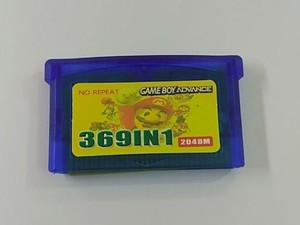 NO REPEAT GAME BOY ADVANCE
369IN1 2048M